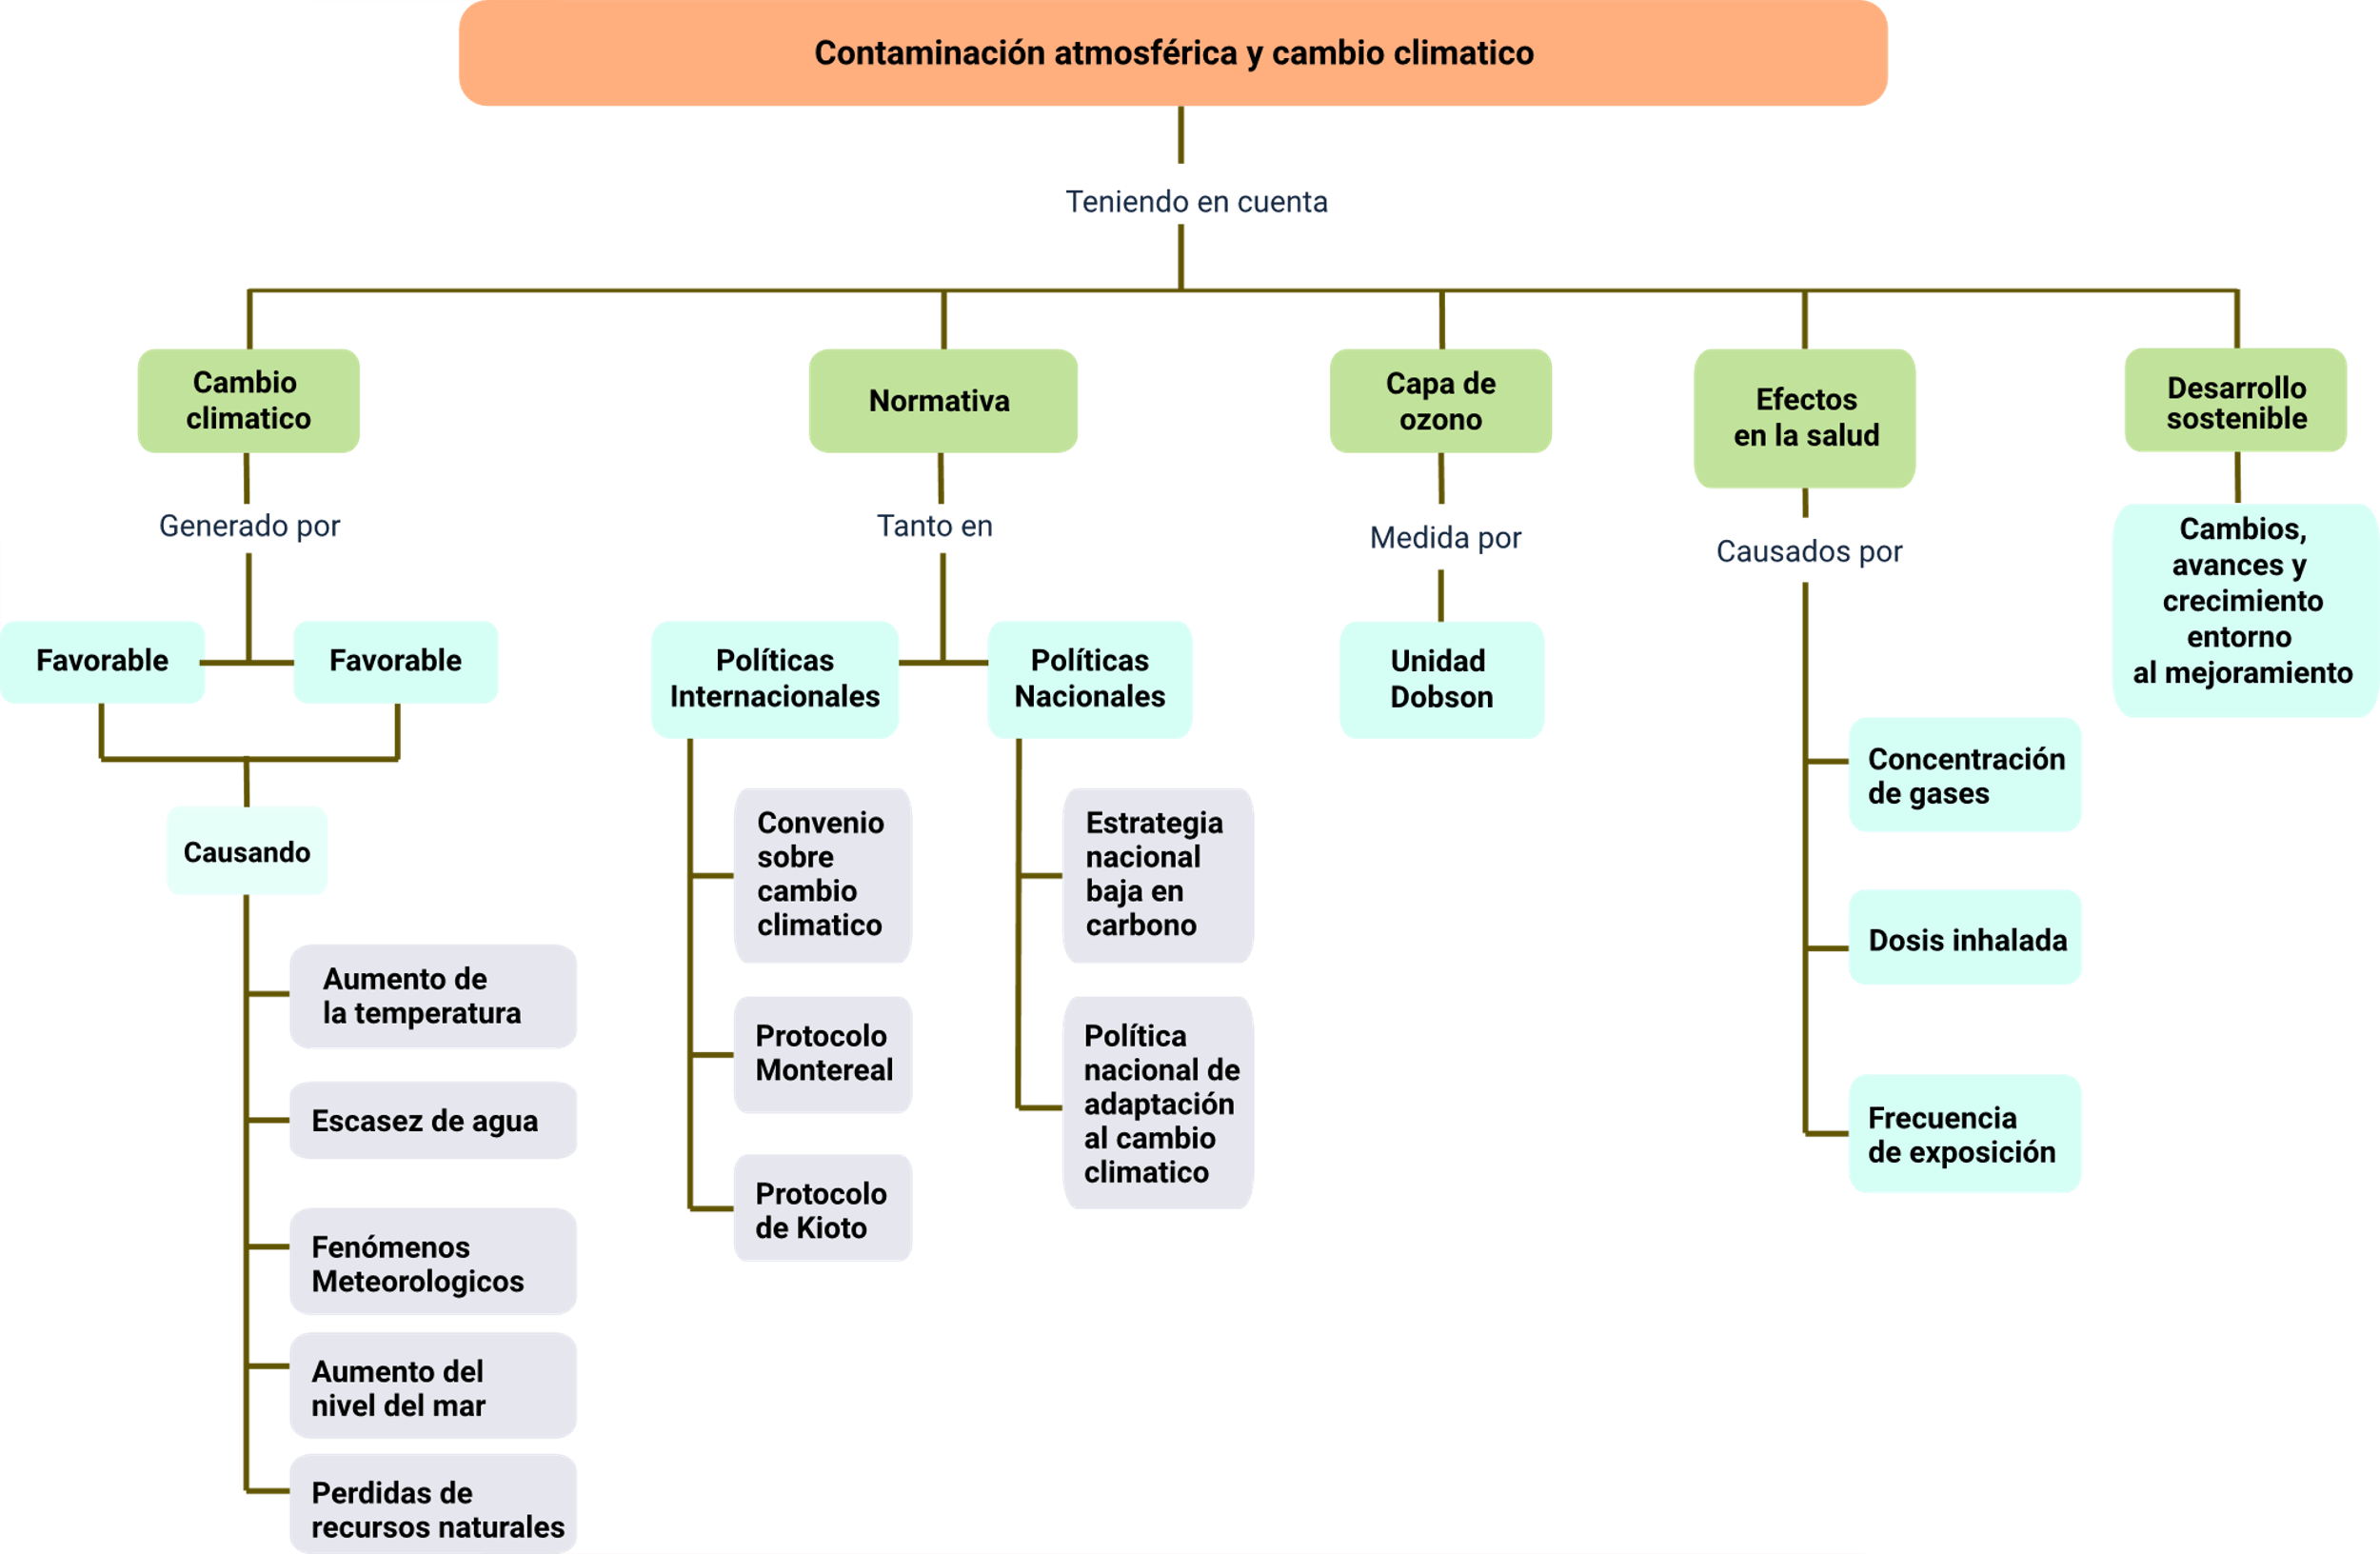 Contaminación atmosférica y cambio climatico
Teniendo en cuenta
Cambio
climatico
Generado por
Favorable
Favorable
Causando
Aumento de
la temperatura
Escasez de agua
Fenómenos
Meteorologicos
Aumento del
nivel del mar
Perdidas de
recursos naturales
Normativa
Tanto en
Políticas
Internacionales
Convenio
sobre
cambio
climatico
Protocolo
Montereal
Protocolo
de Kioto
Políticas
Nacionales
Estrategia
nacional
baja en
carbono
Política
nacional de
adaptación
al cambio
climatico
Capa de
ozono
Medida por
Unidad
Dobson
Efectos
en la salud
Causados por
Concentración
de gases
Dosis inhalada
Frecuencia
de exposición
Desarrollo
sostenible
Cambios,
avances y
crecimiento
entorno
al mejoramiento